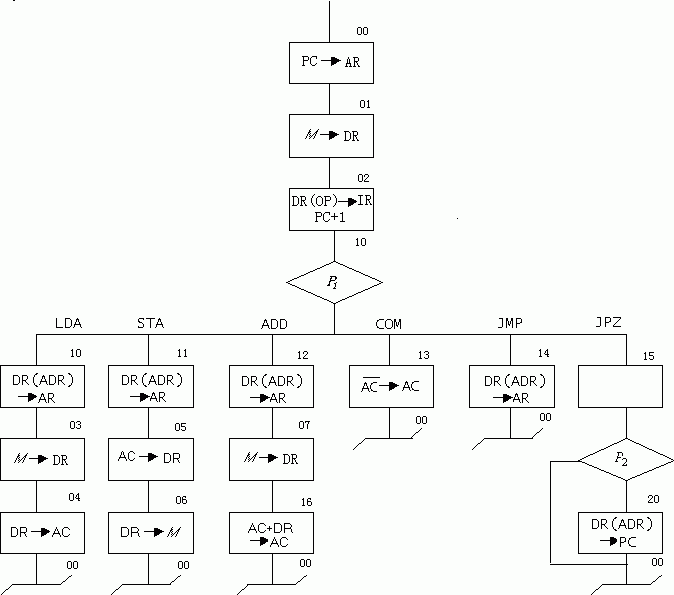 00
PC→AR
01
M→DR
02
DR(OP)→IR
PC+1
10
P1
LDA STA ADD COM JMP JPZ
10 11 12 13 14 15
DR(ADR) DR(ADR) DR(ADR) AC→AC DR(ADR)
→AR →AR →AR →AR
03 05 07 00 00
M→DR AC→DR M→DR P2
04 06 16 20
DR→AC DR→M AC+DR DR(ADR)
→AC →PC
00 00 00 00